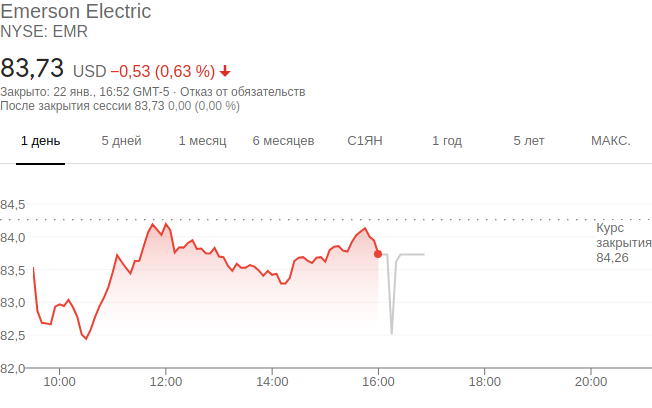 Emerson Electric
NYSE: EMR
83,73 USD −0,53 (0,63 %)
Закрыто: 22 янв., 16:52 GMT-5 · Отказ от обязательств
После закрытия сессии 83,73 0,00 (0,00 %)
1 день 5 дней 1 месяц 6 месяцев С1ЯН 1 год 5 лет МАКС.
84,5
84,0
83,5
83,0
82,5
82,0
Курс
закрытия
84,26
10:00 12:00 14:00 16:00 18:00 20:00